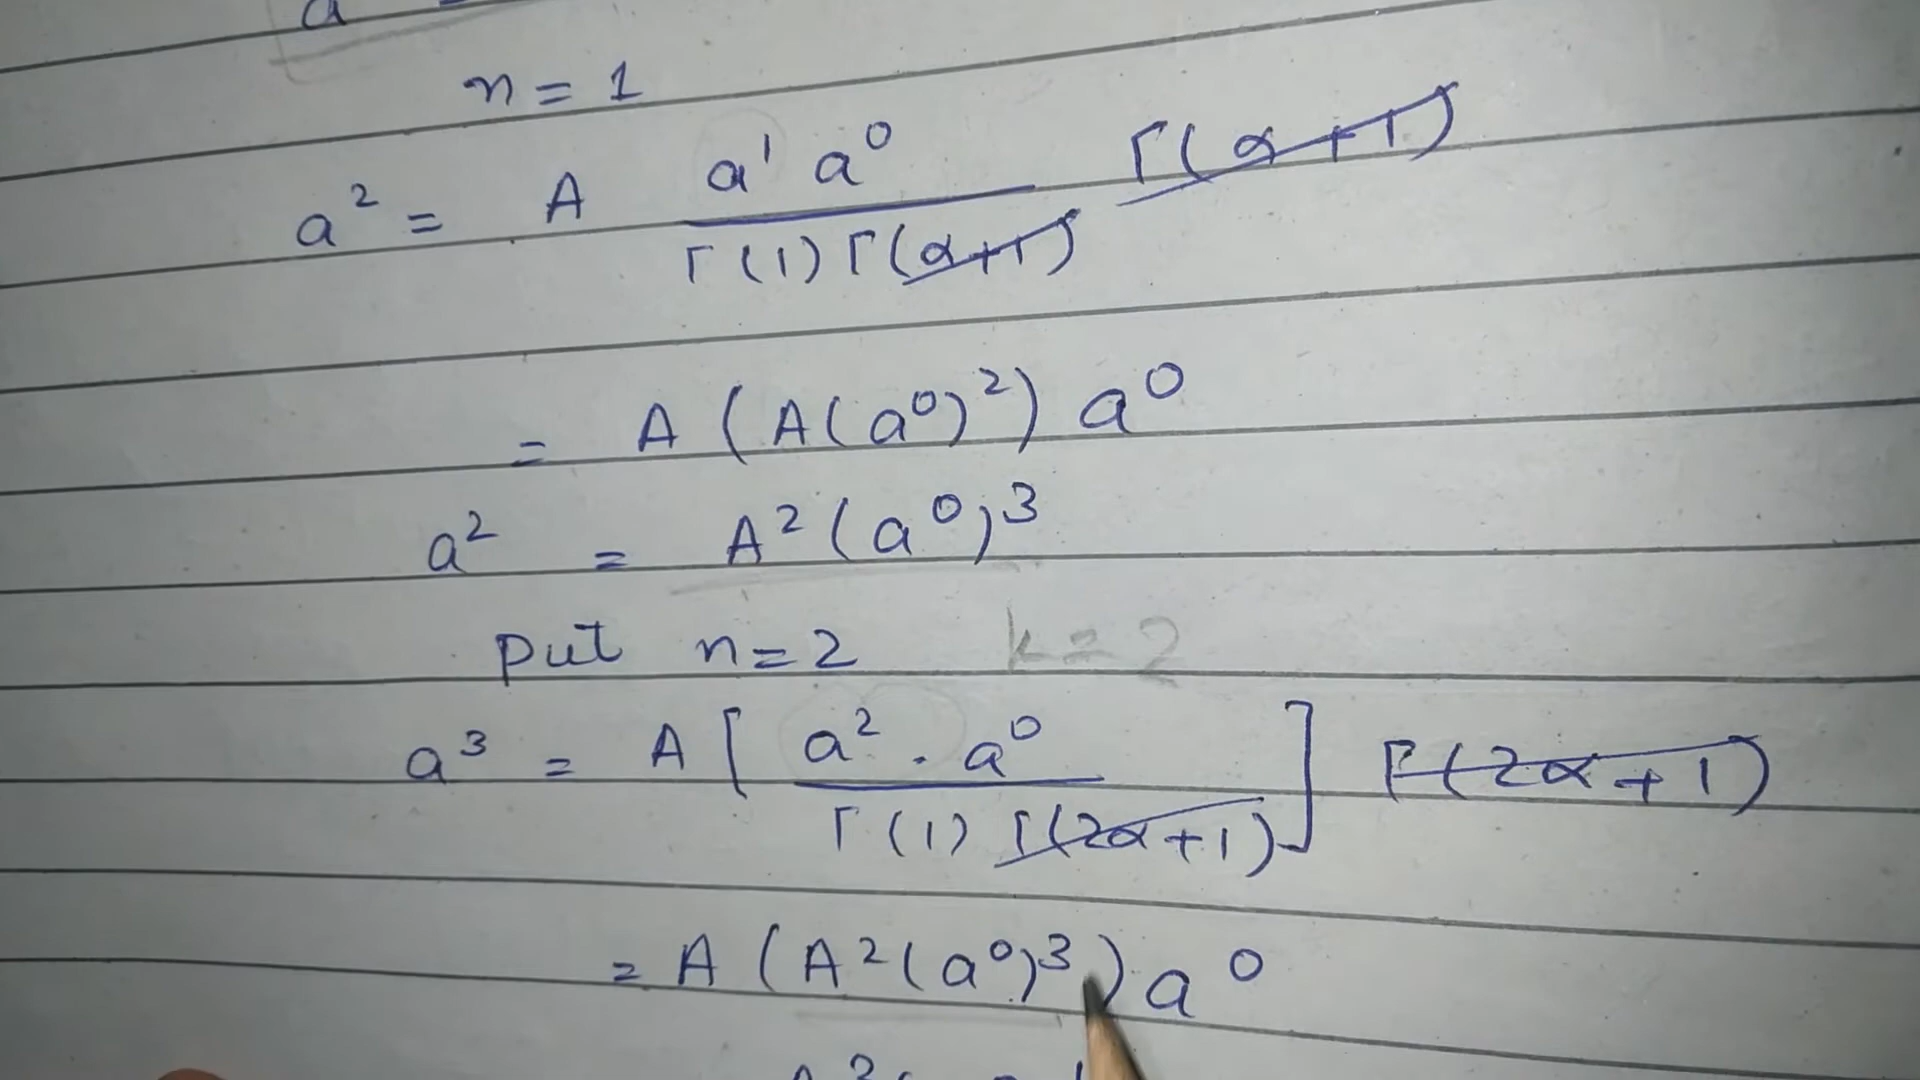 a
n = 1
a² = A a¹ a⁰ / Γ(1) Γ(α+1) Γ(α+1)
= A (A(a⁰)²) a⁰
a² = A² (a⁰)³
put n=2 k=2
a³ = A [ a² . a⁰ / Γ(1) Γ(2α+1) ] Γ(2α+1)
= A (A²(a⁰)³) a⁰